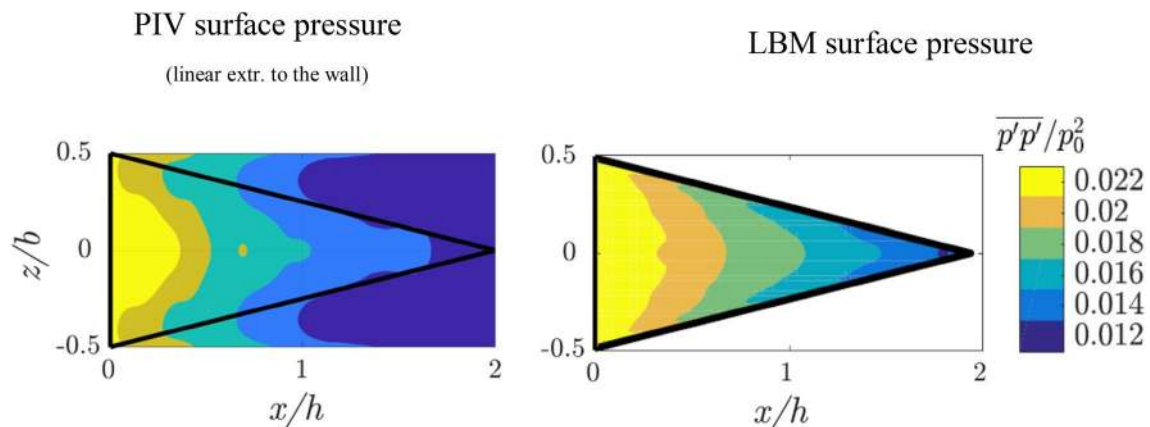 PIV surface pressure
(linear extr. to the wall)
LBM surface pressure
0.5
0
-0.5
z/b
0
1
2
x/h
0.5
0
-0.5
0
1
2
x/h
p'p'/p₀²
0.022
0.02
0.018
0.016
0.014
0.012